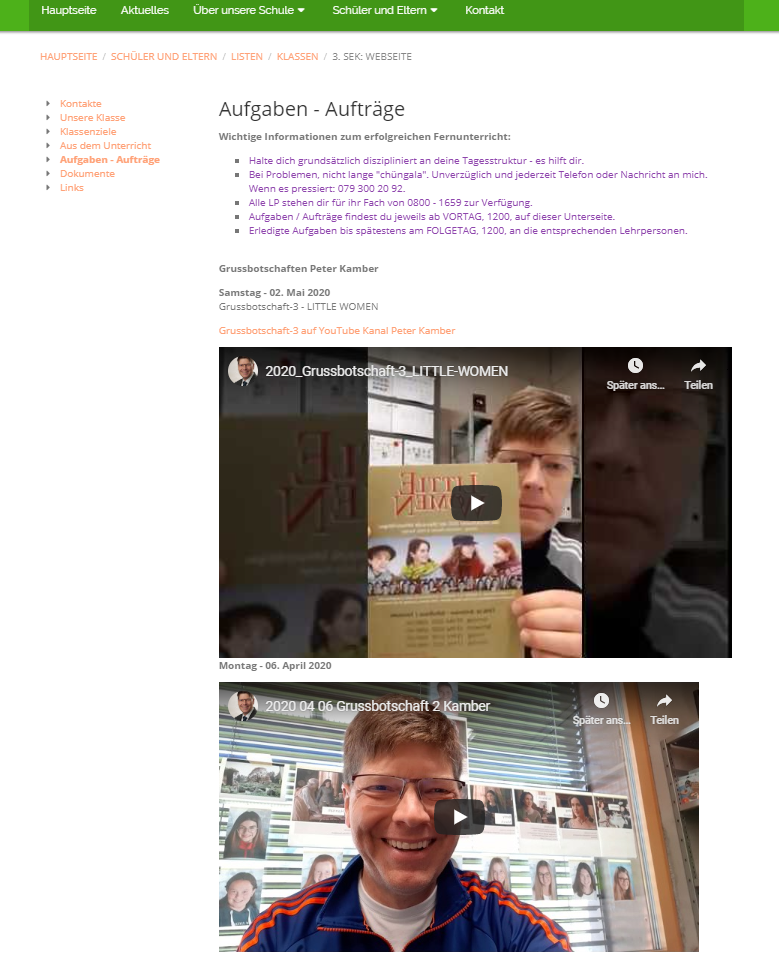 Hauptseite Aktuelles Über unsere Schule Schüler und Eltern Kontakt
HAUPTSEITE / SCHÜLER UND ELTERN / LISTEN / KLASSEN / 3. SEK: WEBSEITE
Kontakte
Unsere Klasse
Klassenziele
Aus dem Unterricht
Aufgaben - Aufträge
Dokumente
Links
Aufgaben - Aufträge
Wichtige Informationen zum erfolgreichen Fernunterricht:
Halte dich grundsätzlich diszipliniert an deine Tagesstruktur - es hilft dir.
Bei Problemen, nicht lange "chüngala". Unverzüglich und jederzeit Telefon oder Nachricht an mich.
Wenn es pressiert: 079 300 20 92.
Alle LP stehen dir für ihr Fach von 0800 - 1659 zur Verfügung.
Aufgaben / Aufträge findest du jeweils ab VORTAG, 1200, auf dieser Unterseite.
Erledigte Aufgaben bis spätestens am FOLGETAG, 1200, an die entsprechenden Lehrpersonen.
Grussbotschaften Peter Kamber
Samstag - 02. Mai 2020
Grussbotschaft-3 - LITTLE WOMEN
Grussbotschaft-3 auf YouTube Kanal Peter Kamber
2020_Grussbotschaft-3_LITTLE-WOMEN
Später ans... Teilen
LITTLE
WOMEN
Montag - 06. April 2020
2020 04 06 Grussbotschaft 2 Kamber
Später ans... Teilen